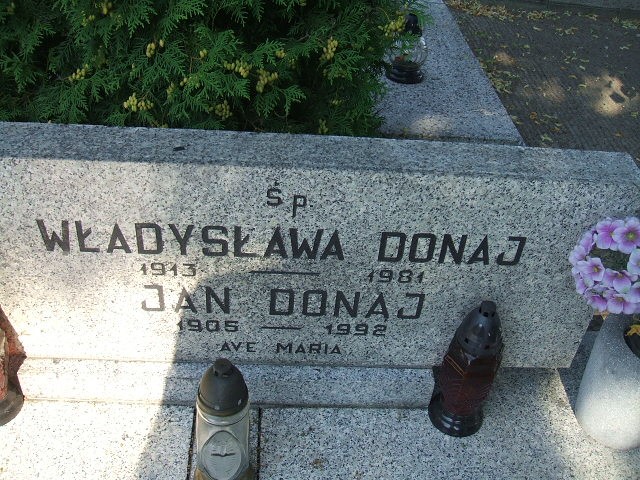 Śp.
WŁADYSŁAWA DONAJ
1913 — 1981
JAN DONAJ
1905 — 1992
AVE MARIA